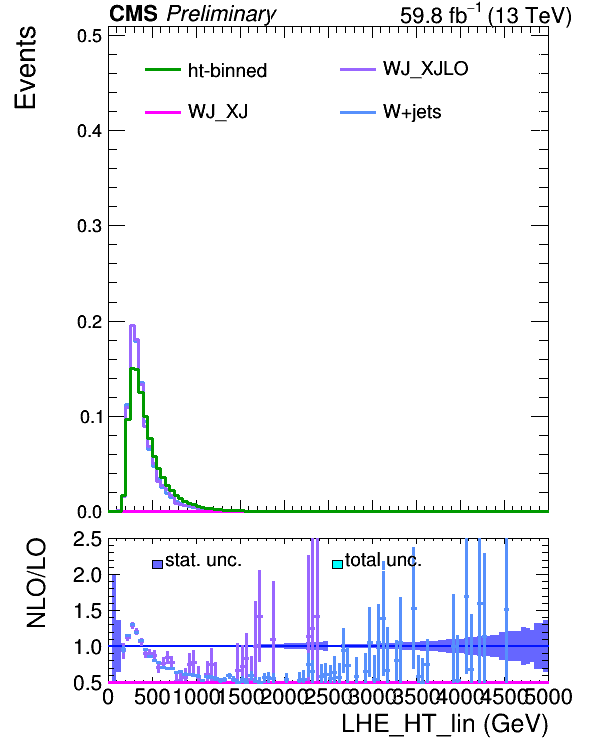 CMS Preliminary 59.8 fb⁻¹ (13 TeV)
Events
0.5
0.4
0.3
0.2
0.1
0.0
ht-binned WJ_XJLO
WJ_XJ W+jets
NLO/LO
2.5
2.0
1.5
1.0
0.5
stat. unc. total unc.
0 500 1000 1500 2000 2500 3000 3500 4000 4500 5000
LHE_HT_lin (GeV)